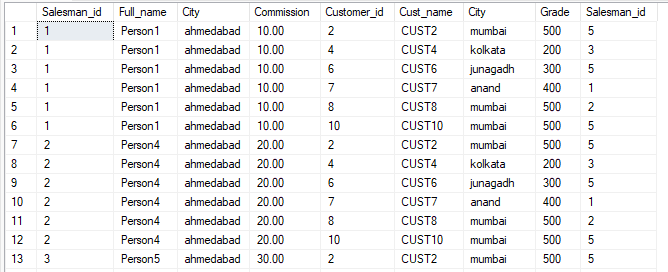 Salesman_id Full_name City Commission Customer_id Cust_name City Grade Salesman_id
1 1 Person1 ahmedabad 10.00 2 CUST2 mumbai 500 5
2 1 Person1 ahmedabad 10.00 4 CUST4 kolkata 200 3
3 1 Person1 ahmedabad 10.00 6 CUST6 junagadh 300 5
4 1 Person1 ahmedabad 10.00 7 CUST7 anand 400 1
5 1 Person1 ahmedabad 10.00 8 CUST8 mumbai 500 2
6 1 Person1 ahmedabad 10.00 10 CUST10 mumbai 500 5
7 2 Person4 ahmedabad 20.00 2 CUST2 mumbai 500 5
8 2 Person4 ahmedabad 20.00 4 CUST4 kolkata 200 3
9 2 Person4 ahmedabad 20.00 6 CUST6 junagadh 300 5
10 2 Person4 ahmedabad 20.00 7 CUST7 anand 400 1
11 2 Person4 ahmedabad 20.00 8 CUST8 mumbai 500 2
12 2 Person4 ahmedabad 20.00 10 CUST10 mumbai 500 5
13 3 Person5 ahmedabad 30.00 2 CUST2 mumbai 500 5